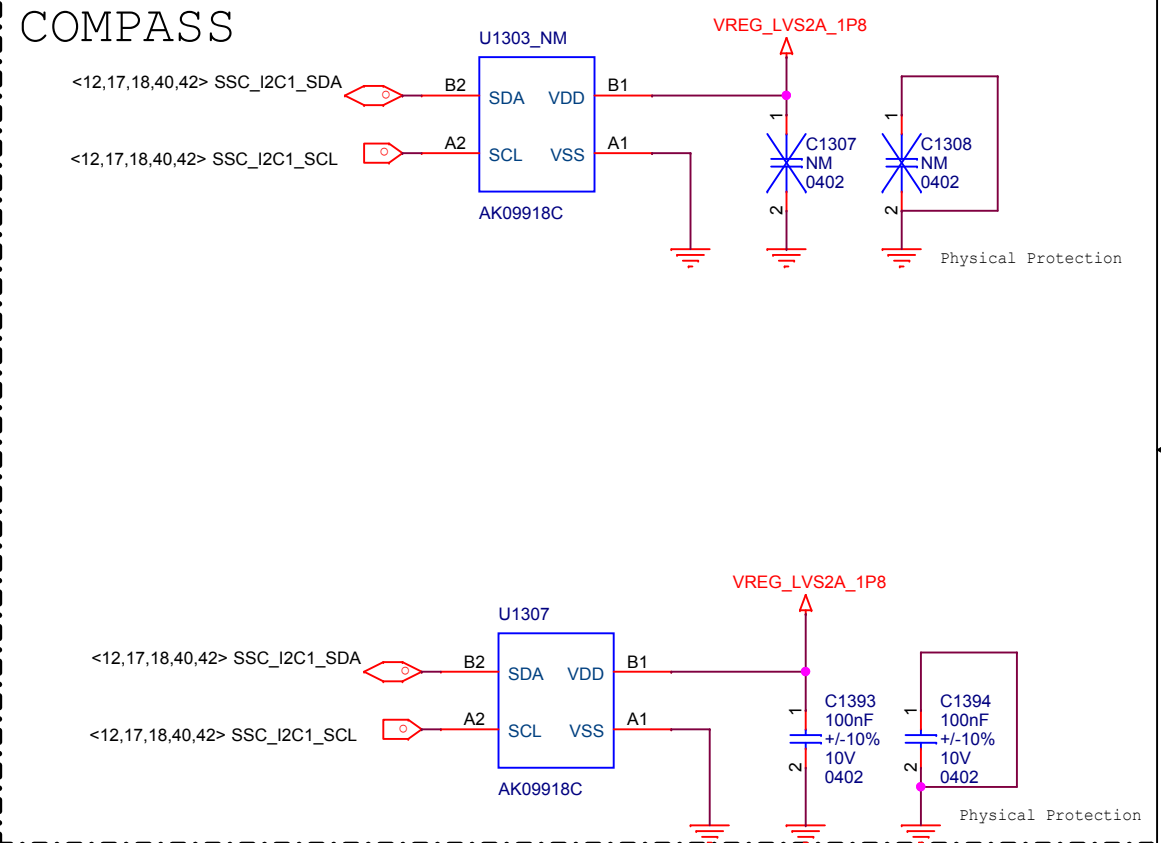 COMPASS
U1303_NM
VREG_LVS2A_1P8
<12,17,18,40,42> SSC_I2C1_SDA
B2
SDA
VDD
B1
<12,17,18,40,42> SSC_I2C1_SCL
A2
SCL
VSS
A1
AK09918C
1
C1307
NM
0402
2
1
C1308
NM
0402
2
Physical Protection
U1307
VREG_LVS2A_1P8
<12,17,18,40,42> SSC_I2C1_SDA
B2
SDA
VDD
B1
<12,17,18,40,42> SSC_I2C1_SCL
A2
SCL
VSS
A1
AK09918C
1
C1393
100nF
+/-10%
10V
0402
2
1
C1394
100nF
+/-10%
10V
0402
2
Physical Protection